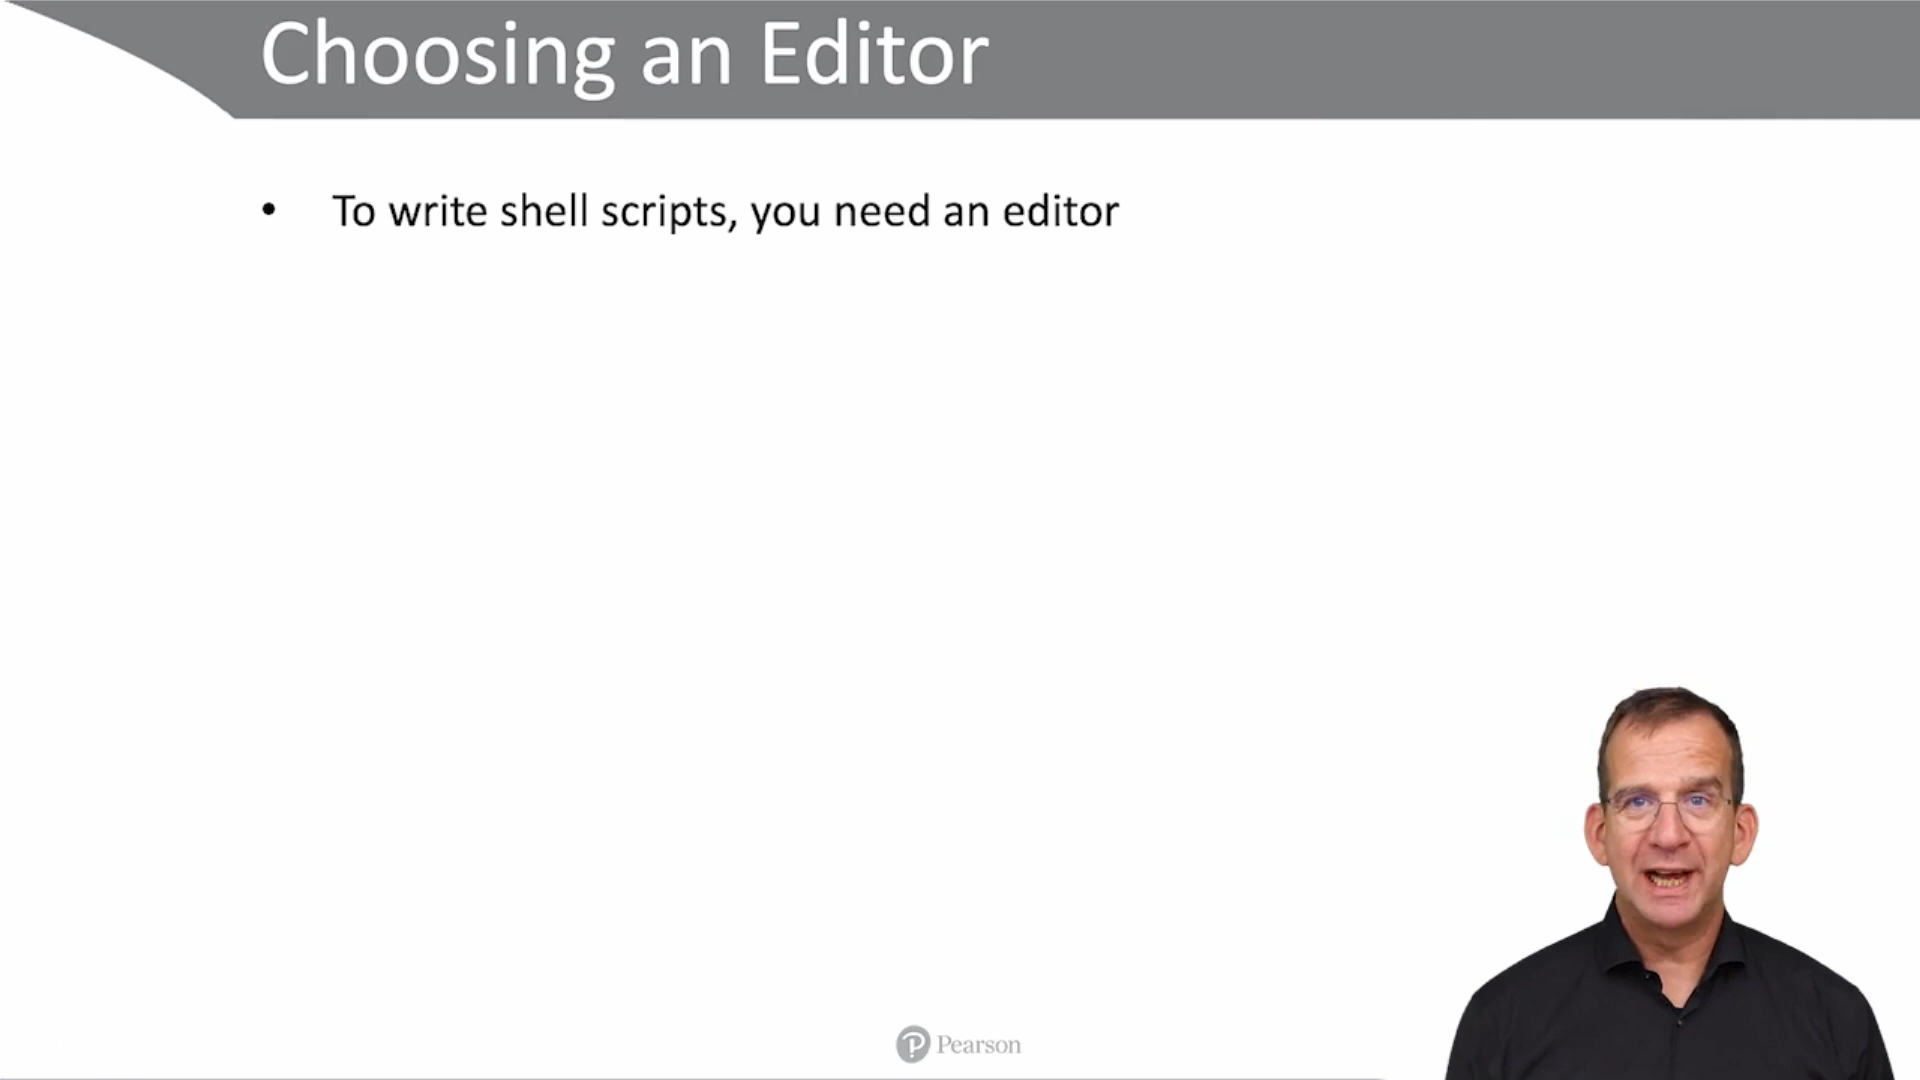 Choosing an Editor
• To write shell scripts, you need an editor
Pearson